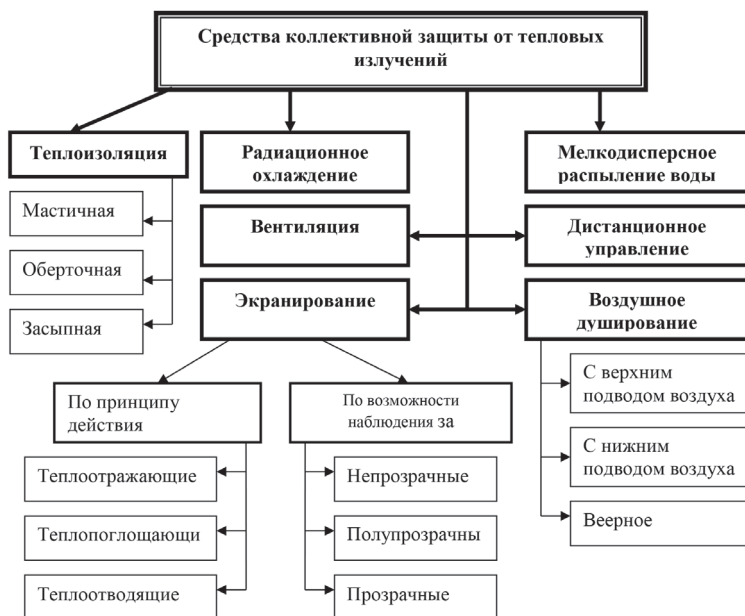 Средства коллективной защиты от тепловых
излучений
Теплоизоляция
Радиационное
охлаждение
Мелкодисперсное
распыление воды
Мастичная
Оберточная
Засыпная
Вентиляция
Дистанционное
управление
Экранирование
Воздушное
душирование
По принципу
действия
По возможности
наблюдения за
С верхним
подводом воздуха
С нижним
подводом воздуха
Веерное
Теплоотражающие
Теплопоглощающи
Теплоотводящие
Непрозрачные
Полупрозрачны
Прозрачные